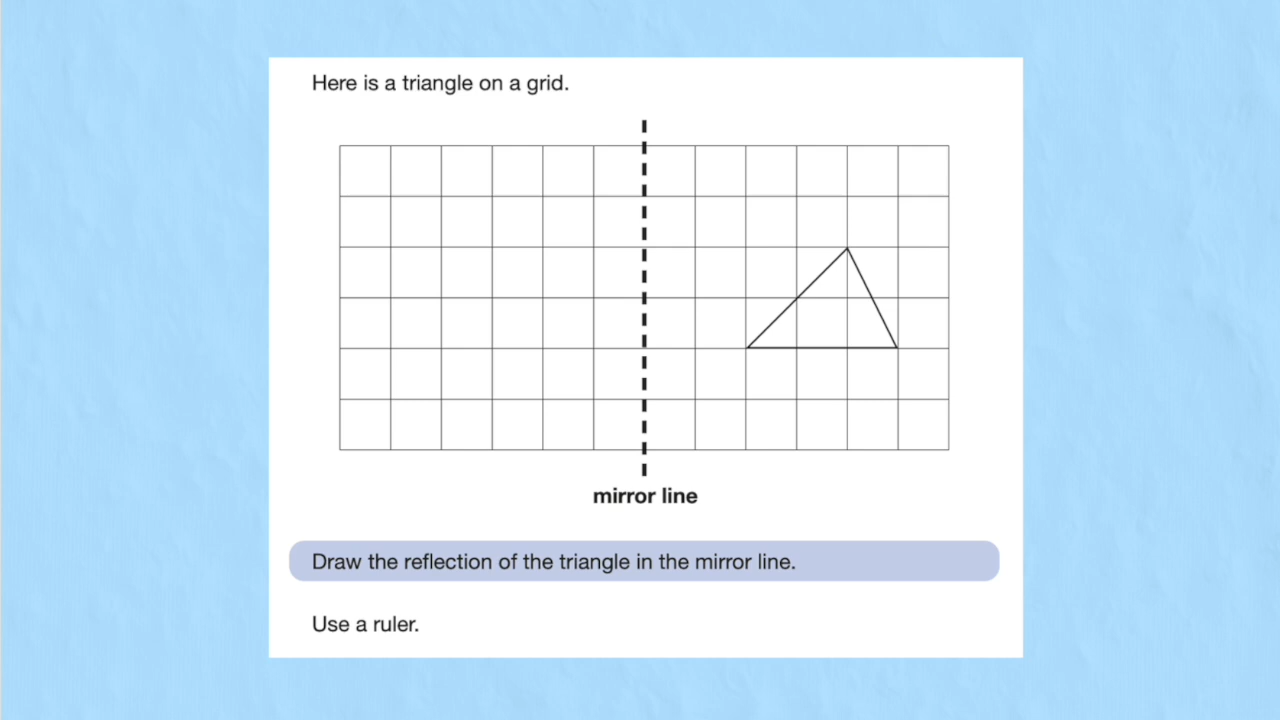 Here is a triangle on a grid.
mirror line
Draw the reflection of the triangle in the mirror line.
Use a ruler.